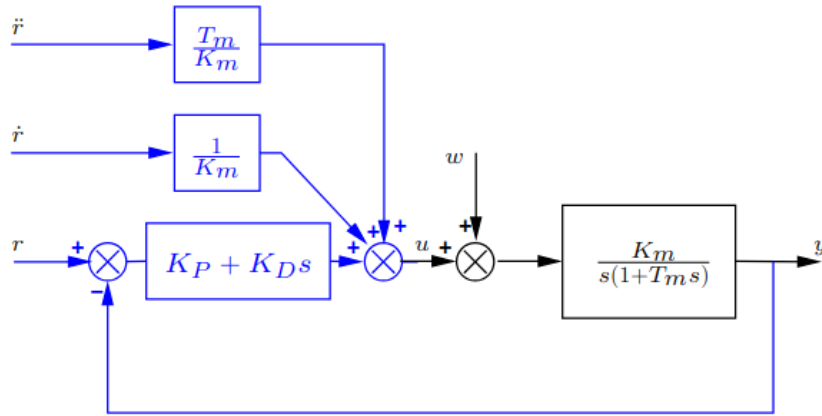 r̈
T_m
K_m
ṙ
1
K_m
w
r + K_P + K_D s + + + u + +
−
K_m
s(1+T_m s)
y